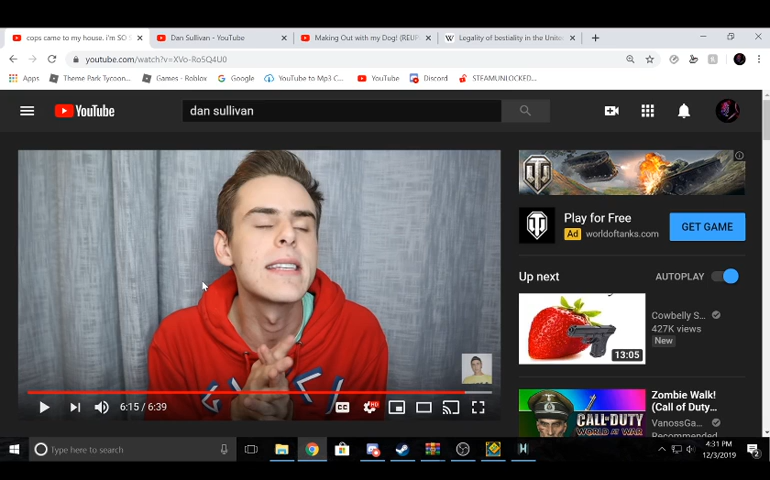 cops came to my house. i'm SO S
Dan Sullivan - YouTube
Making Out with my Dog! (REUP
Legality of bestiality in the Unite
youtube.com/watch?v=XVo-Ro5Q4U0
Apps
Theme Park Tycoon...
Games - Roblox
Google
YouTube to Mp3 C...
YouTube
Discord
STEAMUNLOCKED...
YouTube
dan sullivan
Play for Free
Ad worldoftanks.com
GET GAME
Up next
AUTOPLAY
Cowbelly S...
427K views
New
13:05
Zombie Walk!
(Call of Duty...
VanossGa...
Recommended
CALL·DUTY
WORLD AT WAR
CC
HD
6:15 / 6:39
Type here to search
4:31 PM
12/3/2019
2